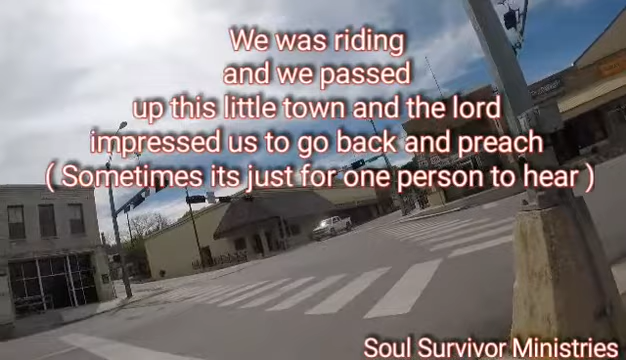 We was riding
and we passed
up this little town and the lord
impressed us to go back and preach
( Sometimes its just for one person to hear )
Soul Survivor Ministries